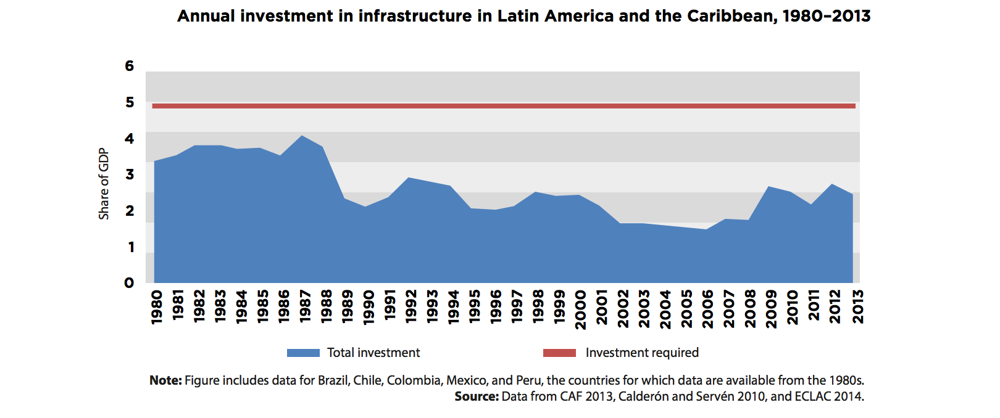 Annual investment in infrastructure in Latin America and the Caribbean, 1980–2013
6
5
4
3
2
1
0
Share of GDP
1980 1981 1982 1983 1984 1985 1986 1987 1988 1989 1990 1991 1992 1993 1994 1995 1996 1997 1998 1999 2000 2001 2002 2003 2004 2005 2006 2007 2008 2009 2010 2011 2012 2013
Total investment Investment required
Note: Figure includes data for Brazil, Chile, Colombia, Mexico, and Peru, the countries for which data are available from the 1980s.
Source: Data from CAF 2013, Calderón and Servén 2010, and ECLAC 2014.